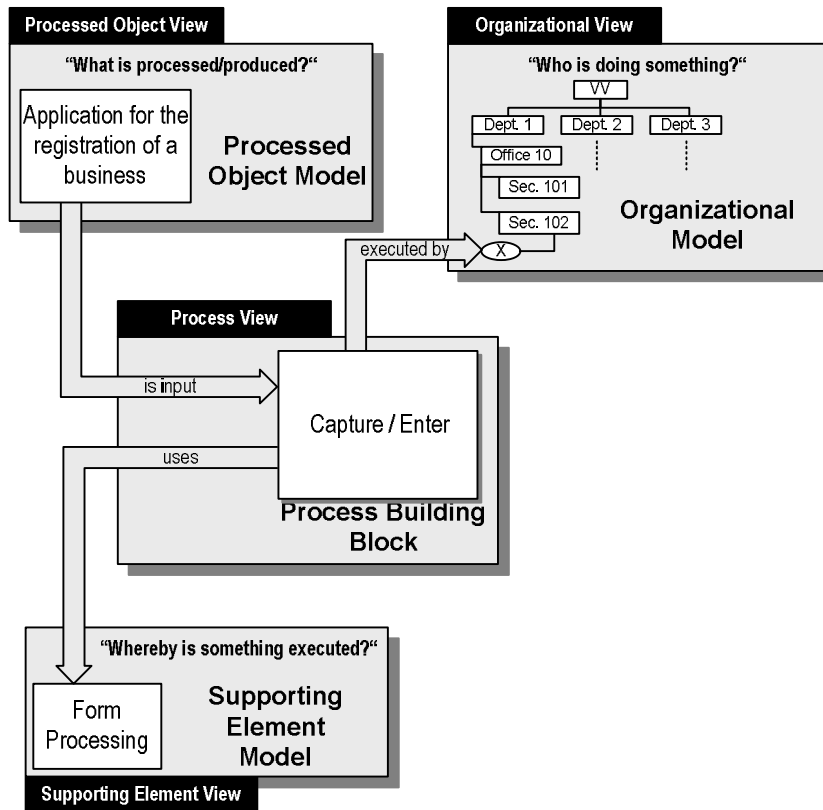 Processed Object View
“What is processed/produced?“
Application for the
registration of a
business
Processed
Object Model
Organizational View
“Who is doing something?“
VV
Dept. 1
Dept. 2
Dept. 3
Office 10
Sec. 101
Sec. 102
X
Organizational
Model
executed by
Process View
is input
Capture / Enter
uses
Process Building
Block
“Whereby is something executed?“
Form
Processing
Supporting
Element
Model
Supporting Element View